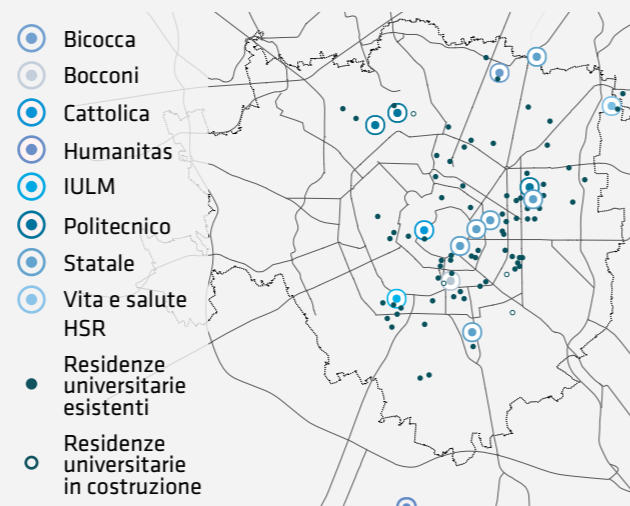 Bicocca
Bocconi
Cattolica
Humanitas
IULM
Politecnico
Statale
Vita e salute
HSR
Residenze
universitarie
esistenti
Residenze
universitarie
in costruzione